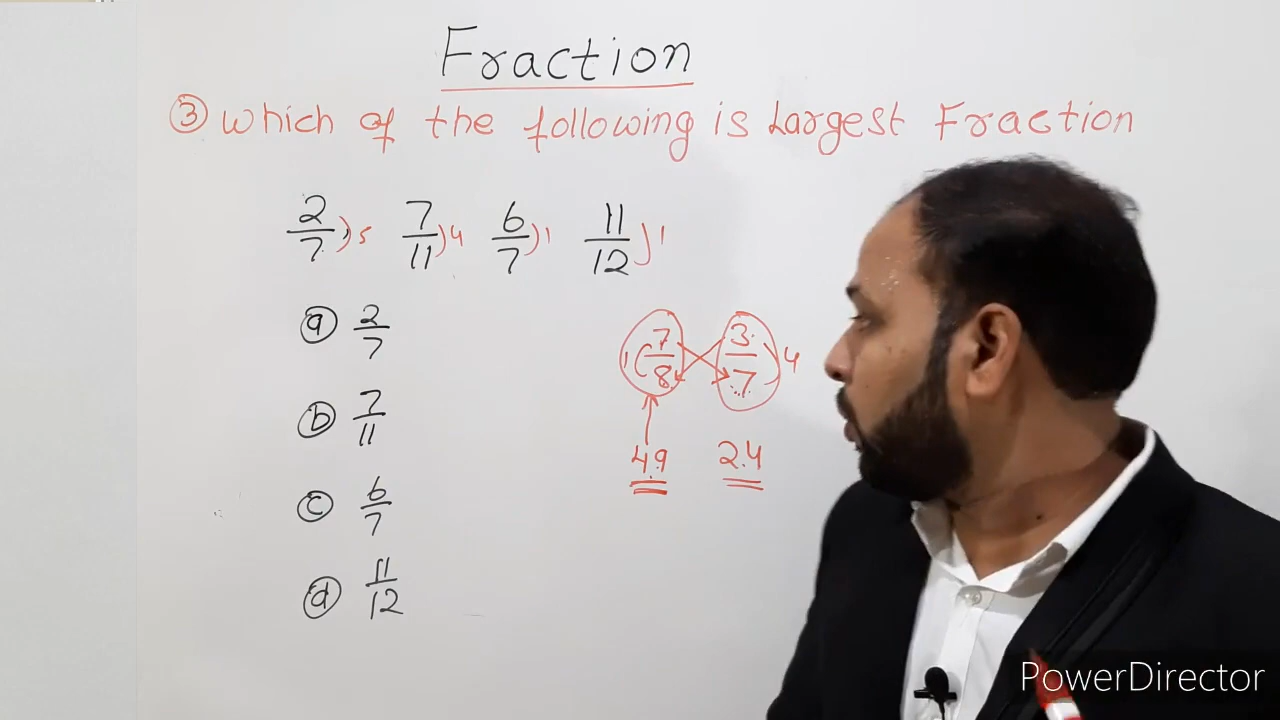 Fraction
③ which of the following is Largest Fraction
2/7 ) 5 7/11 ) 4 6/7 ) 1 11/12 ) 1
ⓐ 2/7
1 ( 7/8 3/7 ) 4
ⓑ 7/11
49 24
ⓒ 6/7
ⓓ 11/12
PowerDirector